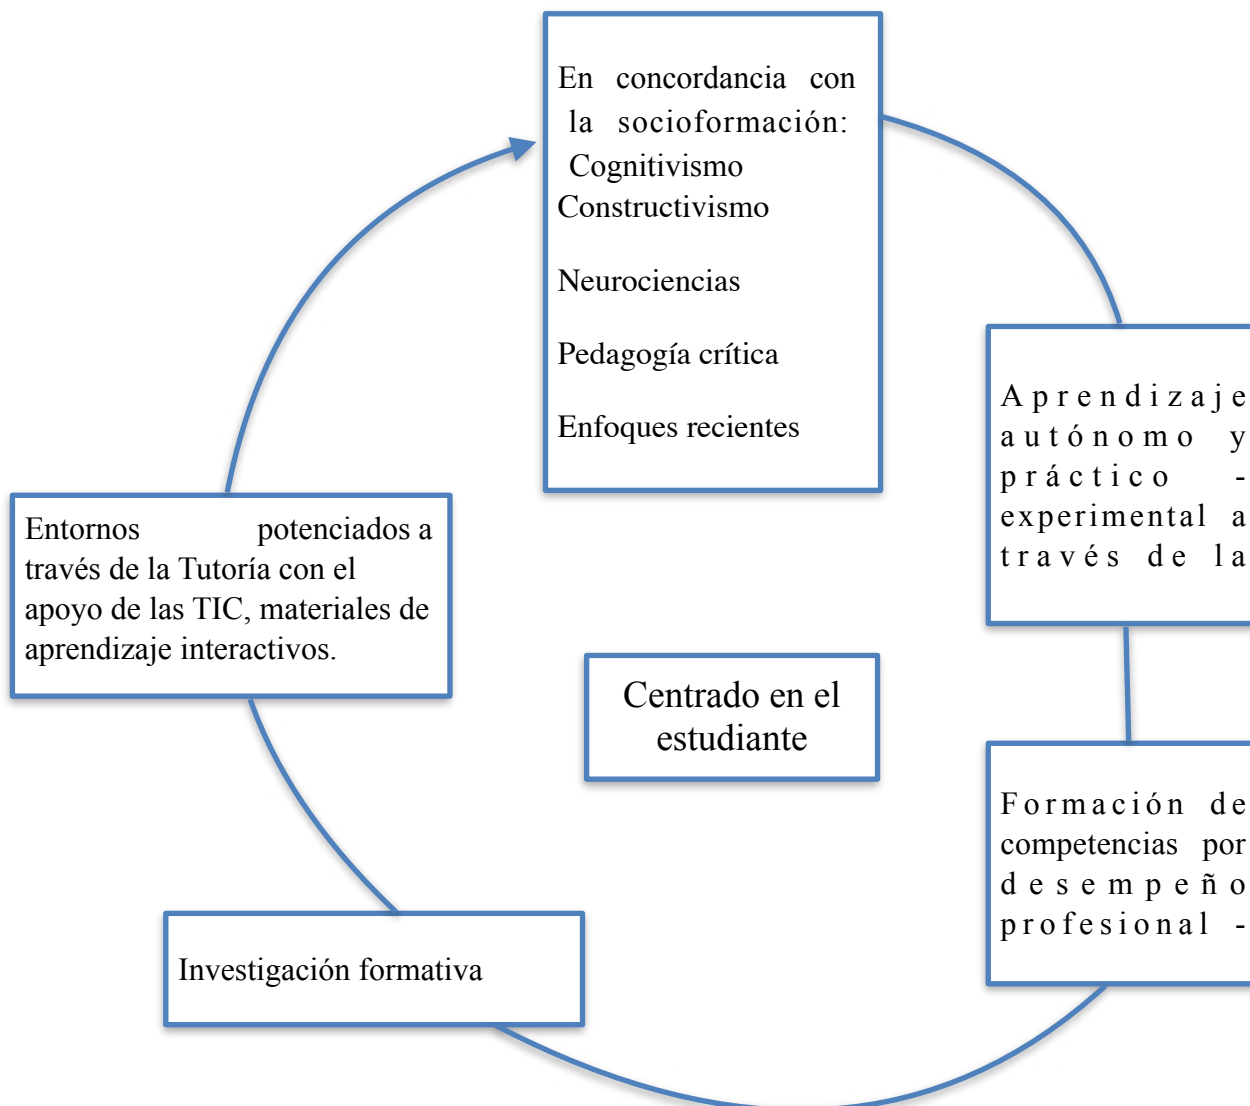 En concordancia con
la socioformación:
Cognitivismo
Constructivismo
Neurociencias
Pedagogía crítica
Enfoques recientes
Aprendizaje
autónomo y
práctico -
experimental a
través de la
Entornos potenciados a
través de la Tutoría con el
apoyo de las TIC, materiales de
aprendizaje interactivos.
Centrado en el
estudiante
Formación de
competencias por
desempeño
profesional -
Investigación formativa